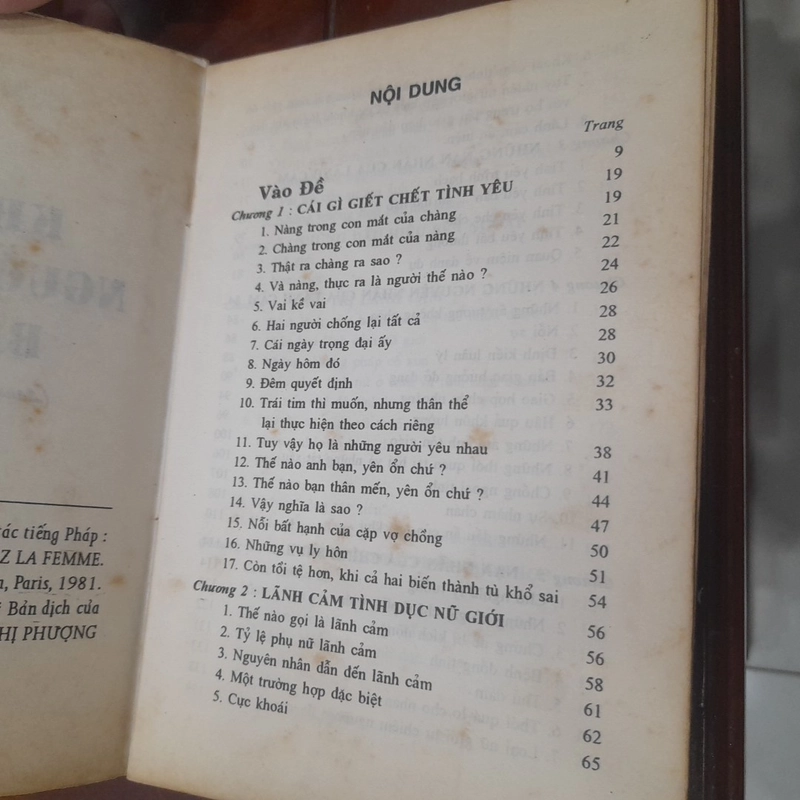 ác tiếng Pháp :
Z LA FEMME.
Paris, 1981.
Bản dịch của
HỊ PHƯỢNG
NỘI DUNG
Trang
Vào Đề 9
Chương 1 : CÁI GÌ GIẾT CHẾT TÌNH YÊU 19
1. Nàng trong con mắt của chàng 19
2. Chàng trong con mắt của nàng 21
3. Thật ra chàng ra sao ? 22
4. Và nàng, thực ra là người thế nào ? 24
5. Vai kề vai 26
6. Hai người chống lại tất cả 28
7. Cái ngày trọng đại ấy 28
8. Ngày hôm đó 30
9. Đêm quyết định 32
10. Trái tim thì muốn, nhưng thân thể 33
lại thực hiện theo cách riêng
11. Tuy vậy họ là những người yêu nhau 38
12. Thế nào anh bạn, yên ổn chứ ? 41
13. Thế nào bạn thân mến, yên ổn chứ ? 44
14. Vậy nghĩa là sao ? 47
15. Nỗi bất hạnh của cặp vợ chồng 50
16. Những vụ ly hôn 51
17. Còn tồi tệ hơn, khi cả hai biến thành tù khổ sai 54
Chương 2 : LÃNH CẢM TÌNH DỤC NỮ GIỚI 56
1. Thế nào gọi là lãnh cảm 56
2. Tỷ lệ phụ nữ lãnh cảm 58
3. Nguyên nhân dẫn đến lãnh cảm 61
4. Một trường hợp dặc biệt 62
5. Cực khoái 65